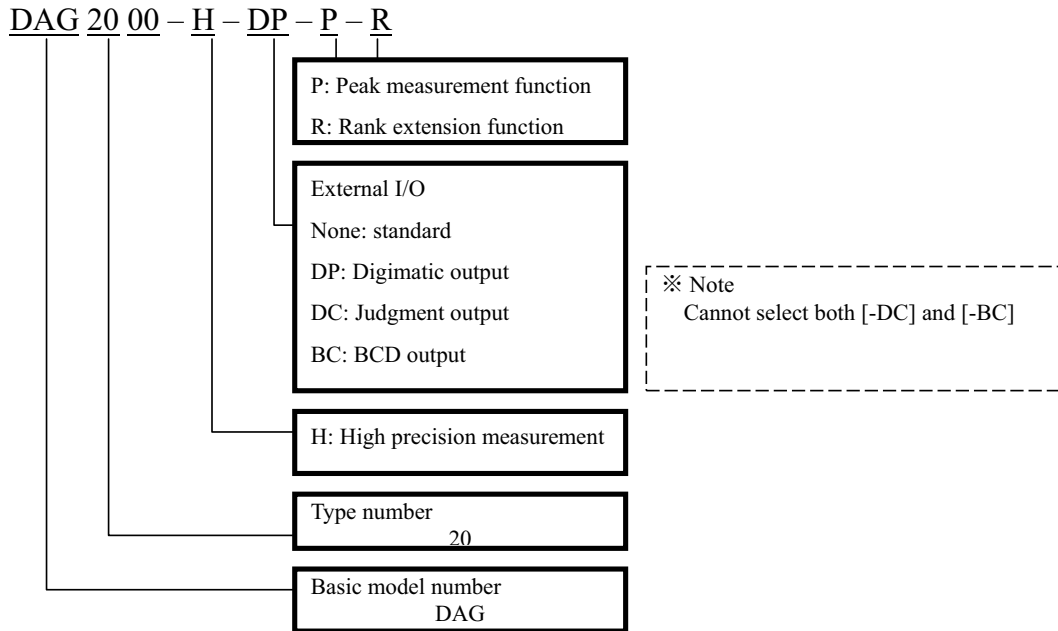 DAG 20 00 – H – DP – P – R
P: Peak measurement function
R: Rank extension function
External I/O
None: standard
DP: Digimatic output
DC: Judgment output
BC: BCD output
※ Note
Cannot select both [-DC] and [-BC]
H: High precision measurement
Type number
20
Basic model number
DAG